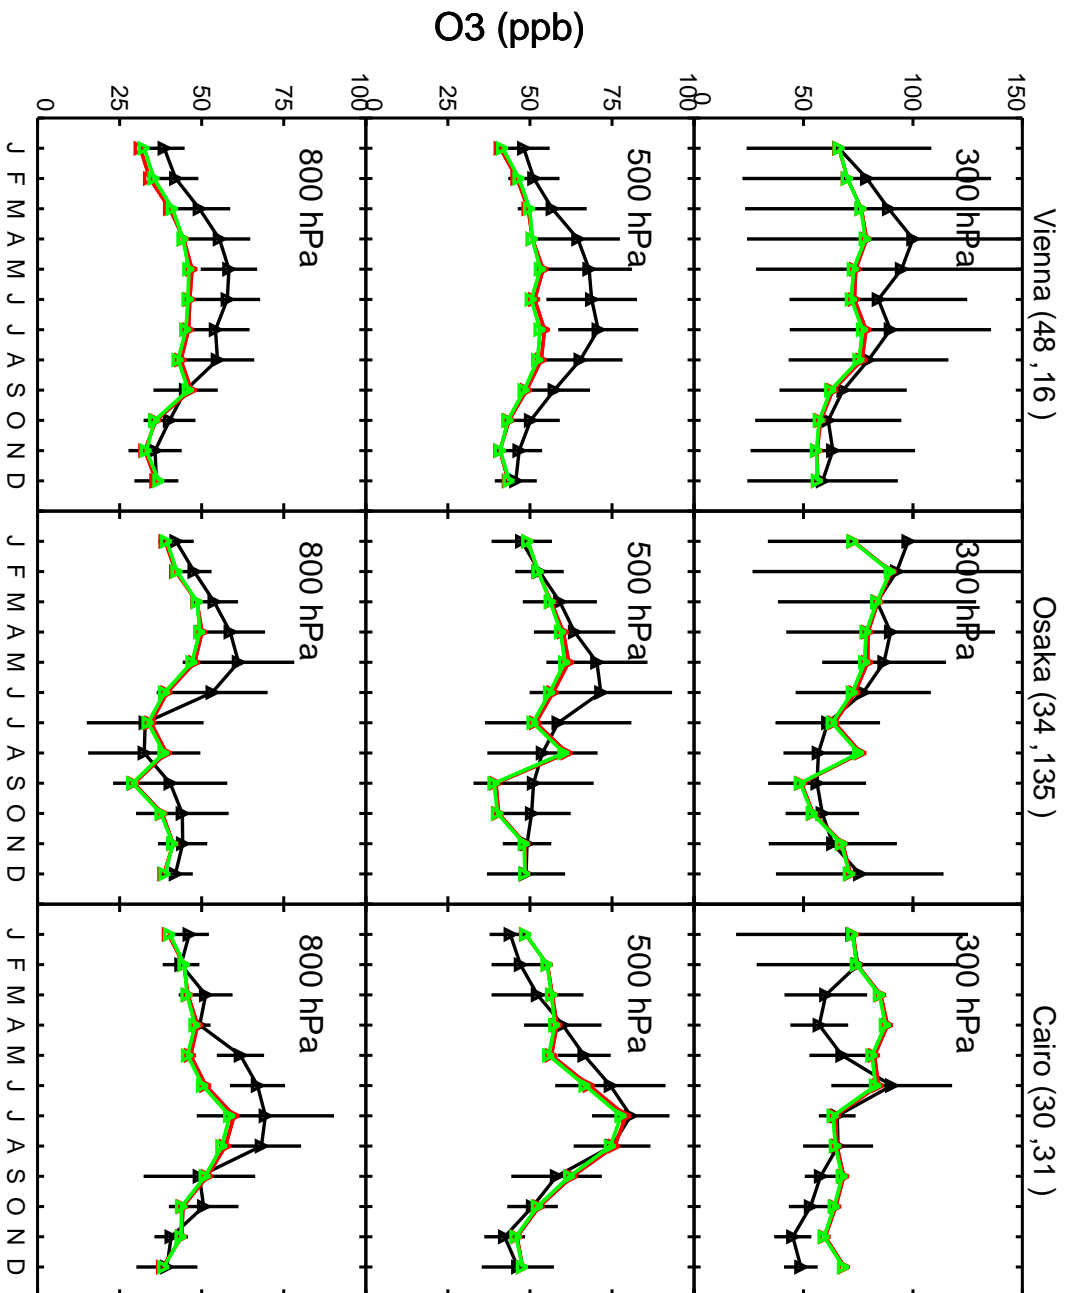 O3 (ppb)
Vienna (48 ,16 )
Osaka (34 ,135 )
Cairo (30 ,31 )
300 hPa
300 hPa
300 hPa
150
100
50
0
500 hPa
500 hPa
500 hPa
100
75
50
25
0
800 hPa
800 hPa
800 hPa
100
75
50
25
0
J F M A M J J A S O N D
J F M A M J J A S O N D
J F M A M J J A S O N D